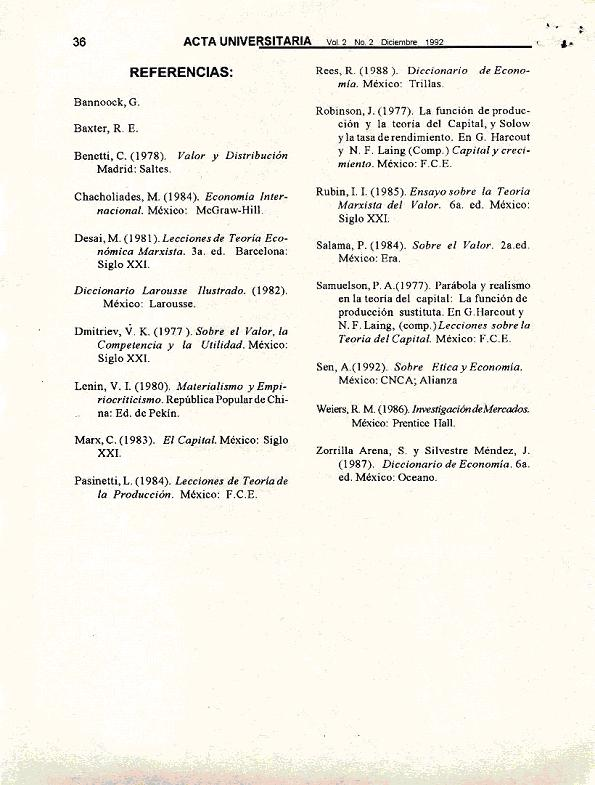 36 ACTA UNIVERSITARIA Vol. 2 No. 2 Diciembre 1992
REFERENCIAS:
Bannoock, G.
Baxter, R. E.
Benetti, C. (1978). Valor y Distribución
Madrid: Saltes.
Chacholiades, M. (1984). Economia Inter-
nacional. México: McGraw-Hill.
Desai, M. (1981). Lecciones de Teoría Eco-
nómica Marxista. 3a. ed. Barcelona:
Siglo XXI.
Diccionario Larousse Ilustrado. (1982).
México: Larousse.
Dmitriev, V. K. (1977 ). Sobre el Valor, la
Competencia y la Utilidad. México:
Siglo XXI.
Lenin, V. I. (1980). Materialismo y Empi-
riocriticismo. República Popular de Chi-
na: Ed. de Pekín.
Marx, C. (1983). El Capital. México: Siglo
XXI.
Pasinetti, L. (1984). Lecciones de Teoría de
la Producción. México: F.C.E.
Rees, R. (1988 ). Diccionario de Econo-
mía. México: Trillas.
Robinson, J. (1977). La función de produc-
ción y la teoría del Capital, y Solow
y la tasa de rendimiento. En G. Harcout
y N. F. Laing (Comp.) Capital y creci-
miento. México: F.C.E.
Rubin, I. I. (1985). Ensayo sobre la Teoría
Marxista del Valor. 6a. ed. México:
Siglo XXI.
Salama, P. (1984). Sobre el Valor. 2a.ed.
México: Era.
Samuelson, P. A.(1977). Parábola y realismo
en la teoría del capital: La función de
producción sustituta. En G.Harcout y
N. F. Laing, (comp.)Lecciones sobre la
Teoría del Capital. México: F.C.E.
Sen, A.(1992). Sobre Etica y Economía.
México: CNCA; Alianza
Weiers, R. M. (1986). Investigación de Mercados.
México: Prentice Hall.
Zorrilla Arena, S. y Silvestre Méndez, J.
(1987). Diccionario de Economía. 6a.
ed. México: Oceano.